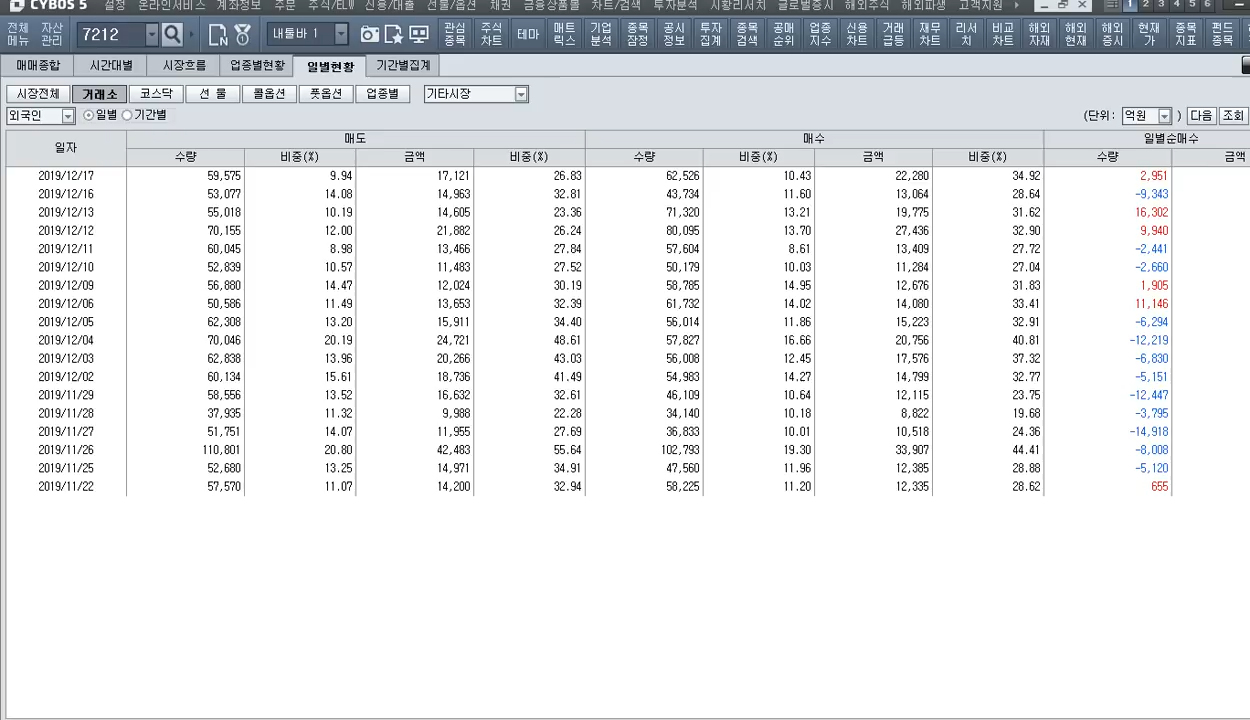 CYBOS 5 설정 온라인서비스 계좌정보 주문 주식/ELW 신용/대출 선물/옵션 채권 금융상품몰 차트/검색 투자분석 시황리서치 글로벌증시 해외주식 해외파생 고객지원 1 2 3 4 5 6
전체 메뉴 자산 관리 7212 내툴바 1 관심 종목 주식 차트 테마 매트 릭스 기업 분석 종목 잠정 공시 정보 투자 집계 종목 검색 공매 순위 업종 지수 신용 차트 거래 급등 재무 차트 리서 치 비교 차트 해외 자재 해외 현재 해외 증시 현재 가 종목 지표 펀드 종목
매매종합 시간대별 시장흐름 업종별현황 일별현황 기간별집계
시장전체 거래소 코스닥 선 물 콜옵션 풋옵션 업종별 기타시장
외국인 일별 기간별 (단위: 억원 ) 다음 조회
일자 매도 매수 일별순매수
수량 비중(%) 금액 비중(%) 수량 비중(%) 금액 비중(%) 수량 금액
2019/12/17 59,575 9.94 17,121 26.83 62,526 10.43 22,280 34.92 2,951
2019/12/16 53,077 14.08 14,963 32.81 43,734 11.60 13,064 28.64 -9,343
2019/12/13 55,018 10.19 14,605 23.36 71,320 13.21 19,775 31.62 16,302
2019/12/12 70,155 12.00 21,882 26.24 80,095 13.70 27,436 32.90 9,940
2019/12/11 60,045 8.98 13,466 27.84 57,604 8.61 13,409 27.72 -2,441
2019/12/10 52,839 10.57 11,483 27.52 50,179 10.03 11,284 27.04 -2,660
2019/12/09 56,880 14.47 12,024 30.19 58,785 14.95 12,676 31.83 1,905
2019/12/06 50,586 11.49 13,653 32.39 61,732 14.02 14,080 33.41 11,146
2019/12/05 62,308 13.20 15,911 34.40 56,014 11.86 15,223 32.91 -6,294
2019/12/04 70,046 20.19 24,721 48.61 57,827 16.66 20,756 40.81 -12,219
2019/12/03 62,838 13.96 20,266 43.03 56,008 12.45 17,576 37.32 -6,830
2019/12/02 60,134 15.61 18,736 41.49 54,983 14.27 14,799 32.77 -5,151
2019/11/29 58,556 13.52 16,632 32.61 46,109 10.64 12,115 23.75 -12,447
2019/11/28 37,935 11.32 9,988 22.28 34,140 10.18 8,822 19.68 -3,795
2019/11/27 51,751 14.07 11,955 27.69 36,833 10.01 10,518 24.36 -14,918
2019/11/26 110,801 20.80 42,483 55.64 102,793 19.30 33,907 44.41 -8,008
2019/11/25 52,680 13.25 14,971 34.91 47,560 11.96 12,385 28.88 -5,120
2019/11/22 57,570 11.07 14,200 32.94 58,225 11.20 12,335 28.62 655